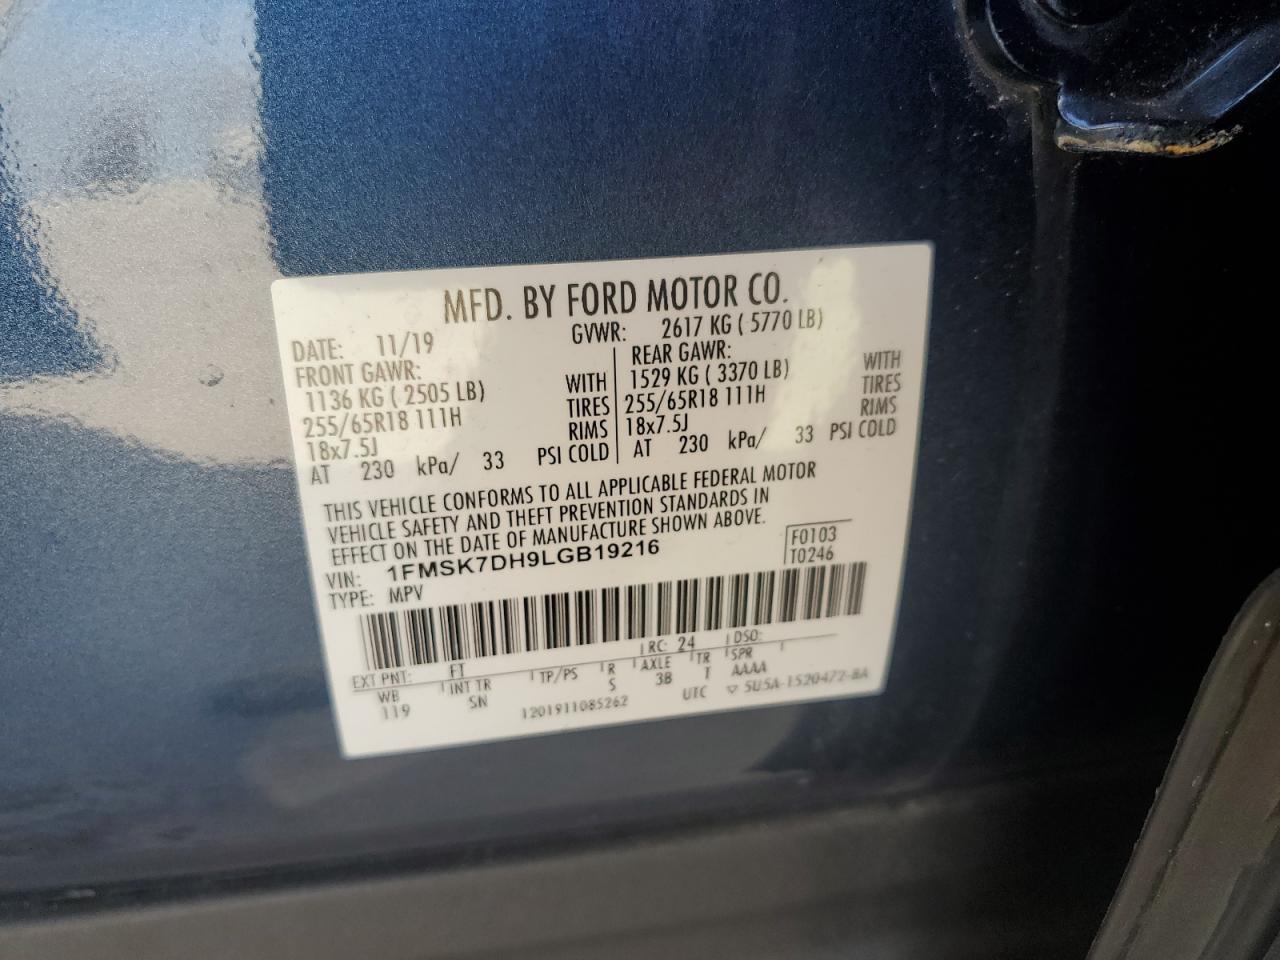 MFD. BY FORD MOTOR CO.
DATE: 11/19 GVWR: 2617 KG ( 5770 LB)
FRONT GAWR: REAR GAWR:
1136 KG ( 2505 LB) WITH 1529 KG ( 3370 LB) WITH
255/65R18 111H TIRES 255/65R18 111H TIRES
18x7.5J RIMS 18x7.5J RIMS
AT 230 kPa/ 33 PSI COLD AT 230 kPa/ 33 PSI COLD
THIS VEHICLE CONFORMS TO ALL APPLICABLE FEDERAL MOTOR
VEHICLE SAFETY AND THEFT PREVENTION STANDARDS IN
EFFECT ON THE DATE OF MANUFACTURE SHOWN ABOVE.
VIN: 1FMSK7DH9LGB19216 F0103
TYPE: MPV T0246
EXT PNT: FT RC: 24 DSO:
WB INT TR TP/PS R AXLE TR SPR
119 SN S 3B T AAAA
1201911085262 UTC ▽ 5U5A-1520472-BA